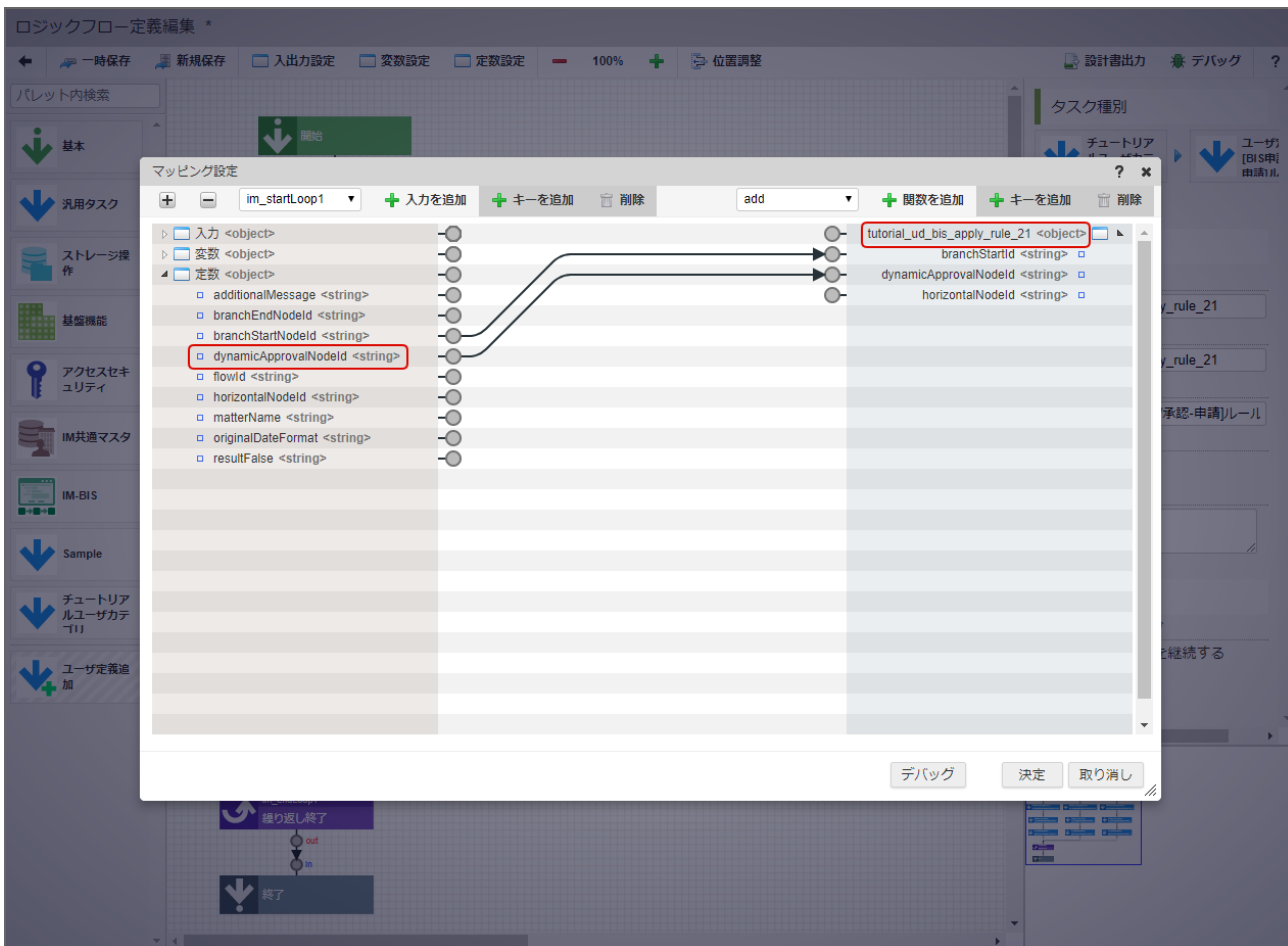 ロジックフロー定義編集 *
一時保存 新規保存 入出力設定 変数設定 定数設定 100% 位置調整 設計書出力 デバッグ ?
パレット内検索
基本
汎用タスク
ストレージ操
作
基盤機能
アクセスセキ
ュリティ
IM共通マスタ
IM-BIS
Sample
チュートリア
ルユーザカテ
ゴリ
ユーザ定義追
加
開始
タスク種別
チュートリア
ルユーザカテ
[BIS申
マッピング設定 ?
im_startLoop1 入力を追加 キーを追加 削除 add 関数を追加 キーを追加 削除
入力 <object>
変数 <object>
定数 <object>
additionalMessage <string>
branchEndNodeId <string>
branchStartNodeId <string>
dynamicApprovalNodeId <string>
flowId <string>
horizontalNodeId <string>
matterName <string>
originalDateFormat <string>
resultFalse <string>
tutorial_ud_bis_apply_rule_21 <object>
branchStartId <string>
dynamicApprovalNodeId <string>
horizontalNodeId <string>
y_rule_21
y_rule_21
承認-申請]ルール
を継続する
デバッグ 決定 取り消し
繰り返し終了
out
in
終了